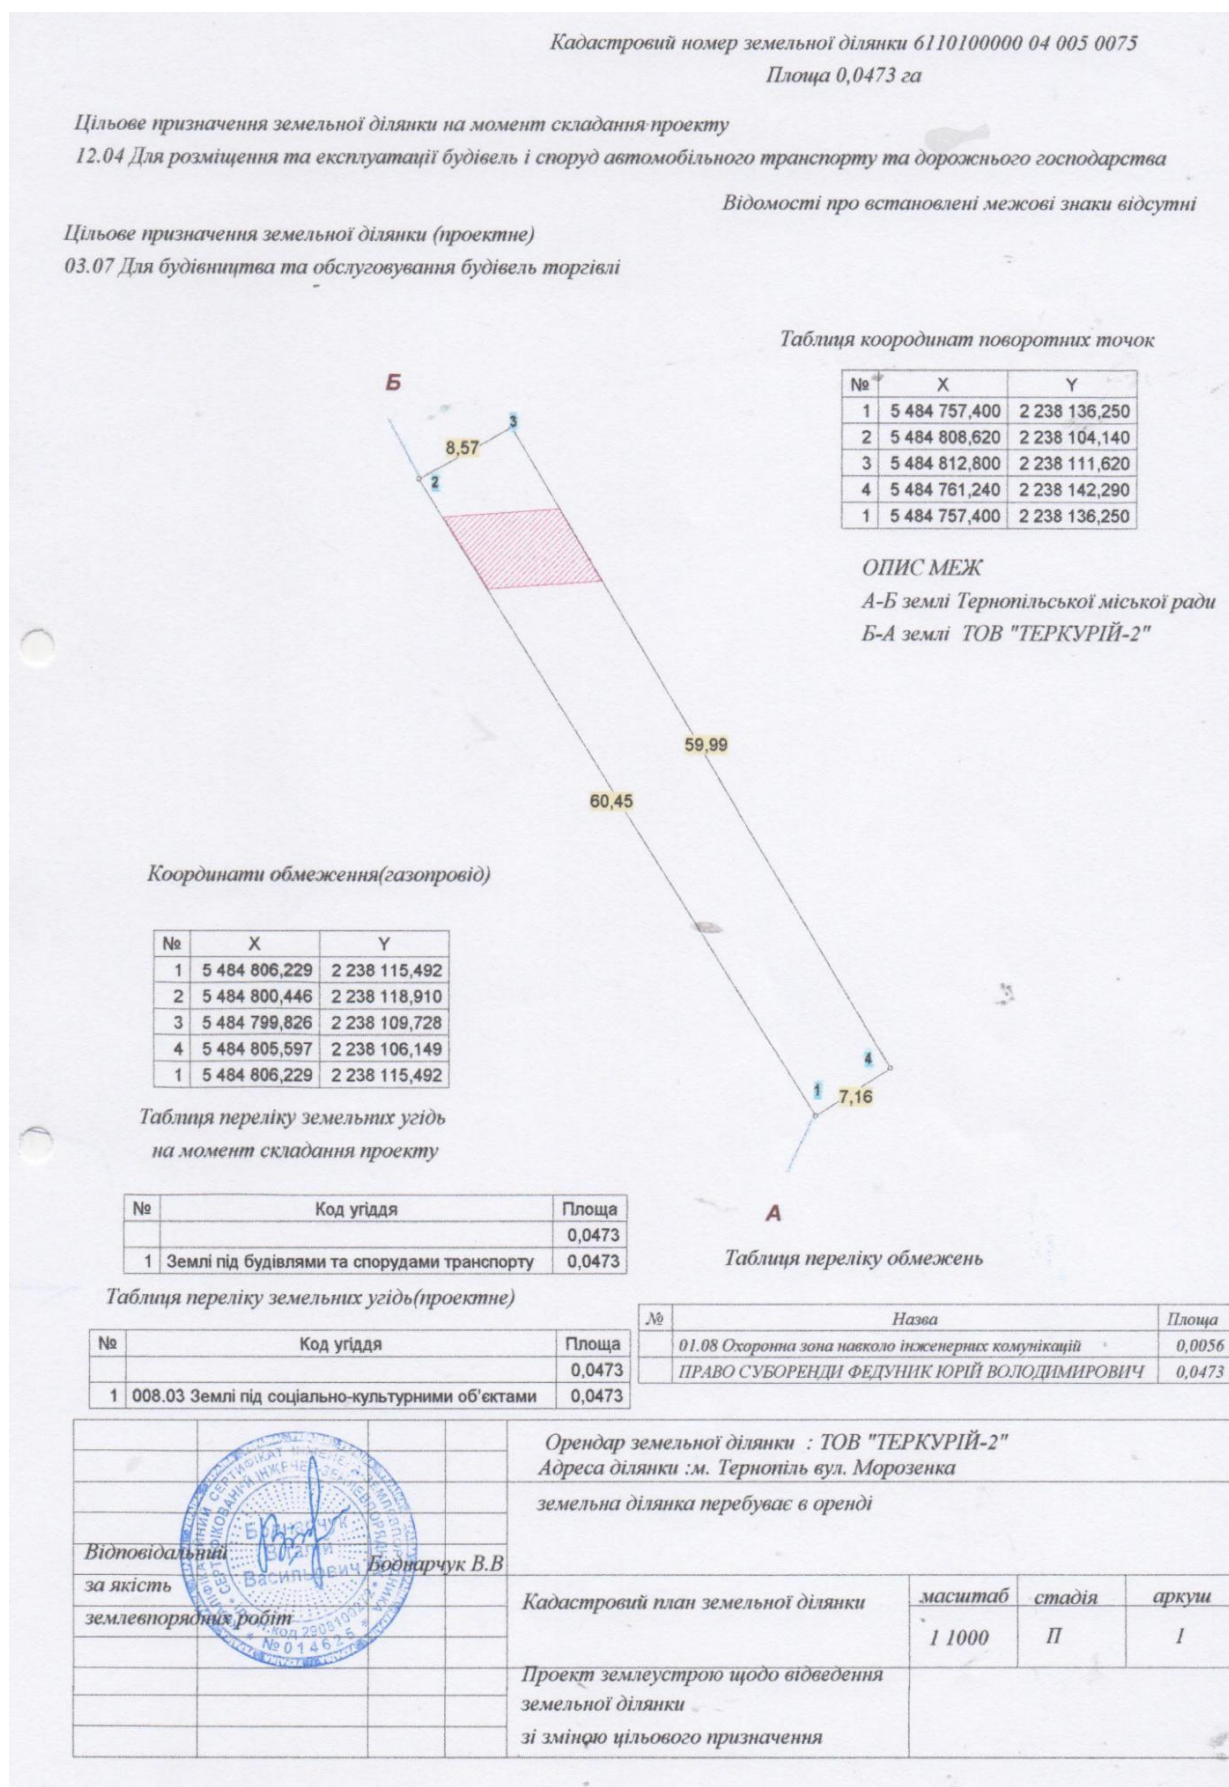 Кадастровий номер земельної ділянки 6110100000 04 005 0075
Площа 0,0473 га
Цільове призначення земельної ділянки на момент складання проекту
12.04 Для розміщення та експлуатації будівель і споруд автомобільного транспорту та дорожнього господарства
Відомості про встановлені межові знаки відсутні
Цільове призначення земельної ділянки (проектне)
03.07 Для будівництва та обслуговування будівель торгівлі
Таблиця координат поворотних точок
№ X Y
1 5 484 757,400 2 238 136,250
2 5 484 808,620 2 238 104,140
3 5 484 812,800 2 238 111,620
4 5 484 761,240 2 238 142,290
1 5 484 757,400 2 238 136,250
Б
3
8,57
2
ОПИС МЕЖ
А-Б землі Тернопільської міської ради
Б-А землі ТОВ "ТЕРКУРІЙ-2"
59,99
60,45
Координати обмеження(газопровід)
№ X Y
1 5 484 806,229 2 238 115,492
2 5 484 800,446 2 238 118,910
3 5 484 799,826 2 238 109,728
4 5 484 805,597 2 238 106,149
1 5 484 806,229 2 238 115,492
4
1
7,16
А
Таблиця переліку земельних угідь
на момент складання проекту
№ Код угіддя Площа
0,0473
1 Землі під будівлями та спорудами транспорту 0,0473
Таблиця переліку обмежень
№ Назва Площа
01.08 Охоронна зона навколо інженерних комунікацій 0,0056
ПРАВО СУБОРЕНДИ ФЕДУНИК ЮРІЙ ВОЛОДИМИРОВИЧ 0,0473
Таблиця переліку земельних угідь(проектне)
№ Код угіддя Площа
0,0473
1 008.03 Землі під соціально-культурними об'єктами 0,0473
Орендар земельної ділянки : ТОВ "ТЕРКУРІЙ-2"
Адреса ділянки :м. Тернопіль вул. Морозенка
земельна ділянка перебуває в оренді
Відповідальний
за якість
землевпорядних робіт
Боднарчук В.В
Боднарчук
Віталій
Васильович
№ 014625
Кадастровий план земельної ділянки
масштаб стадія аркуш
1 1000 П 1
Проект землеустрою щодо відведення
земельної ділянки
зі зміною цільового призначення